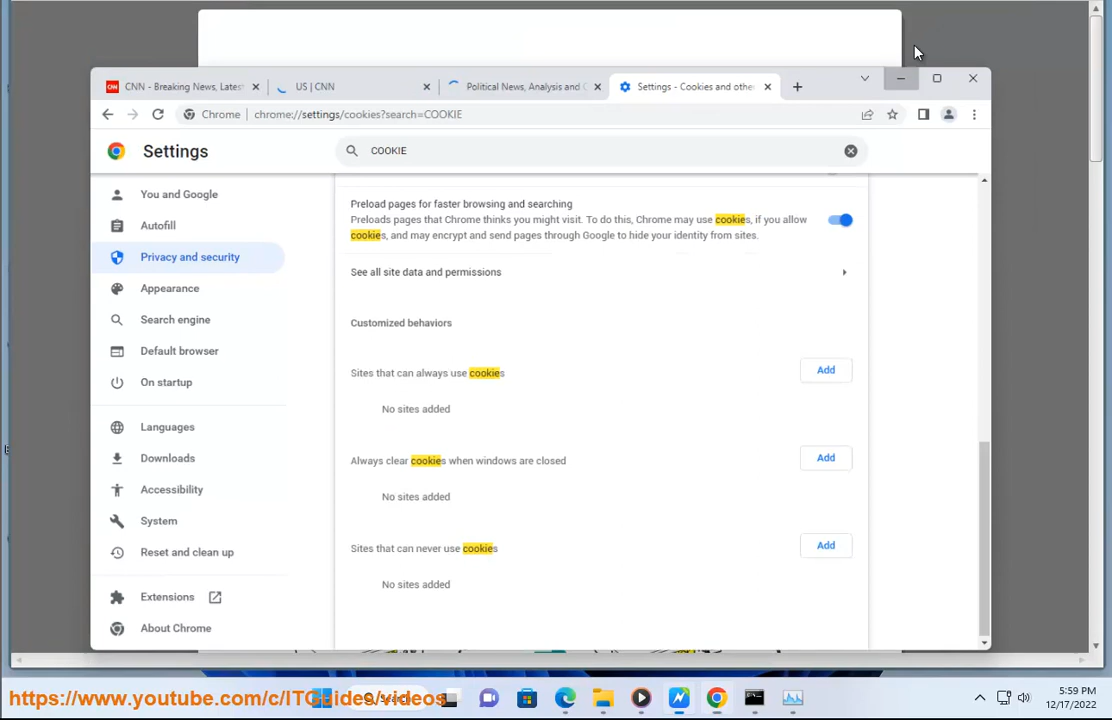 CNN - Breaking News, Latest
US | CNN
Political News, Analysis and
Settings - Cookies and othe
Chrome | chrome://settings/cookies?search=COOKIE
Settings
COOKIE
You and Google
Autofill
Privacy and security
Appearance
Search engine
Default browser
On startup
Languages
Downloads
Accessibility
System
Reset and clean up
Extensions
About Chrome
Preload pages for faster browsing and searching
Preloads pages that Chrome thinks you might visit. To do this, Chrome may use cookies, if you allow
cookies, and may encrypt and send pages through Google to hide your identity from sites.
See all site data and permissions
Customized behaviors
Sites that can always use cookies
Add
No sites added
Always clear cookies when windows are closed
Add
No sites added
Sites that can never use cookies
Add
No sites added
https://www.youtube.com/c/ITGuides/videos
5:59 PM
12/17/2022